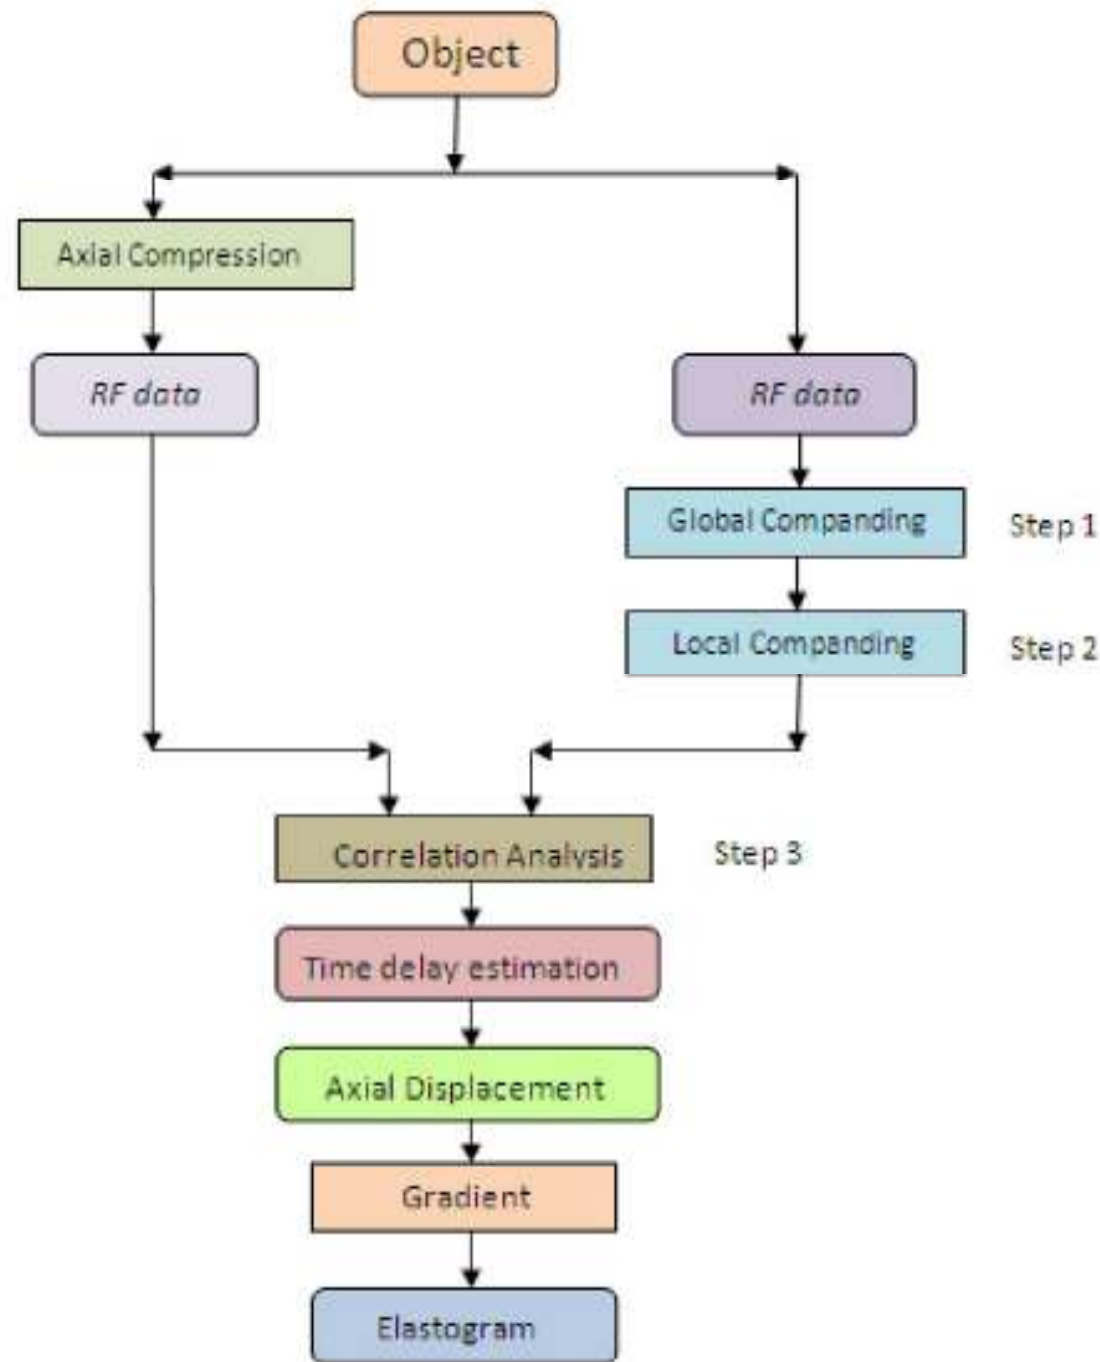 Object
Axial Compression
RF data
RF data
Global Companding
Step 1
Local Companding
Step 2
Correlation Analysis
Step 3
Time delay estimation
Axial Displacement
Gradient
Elastogram